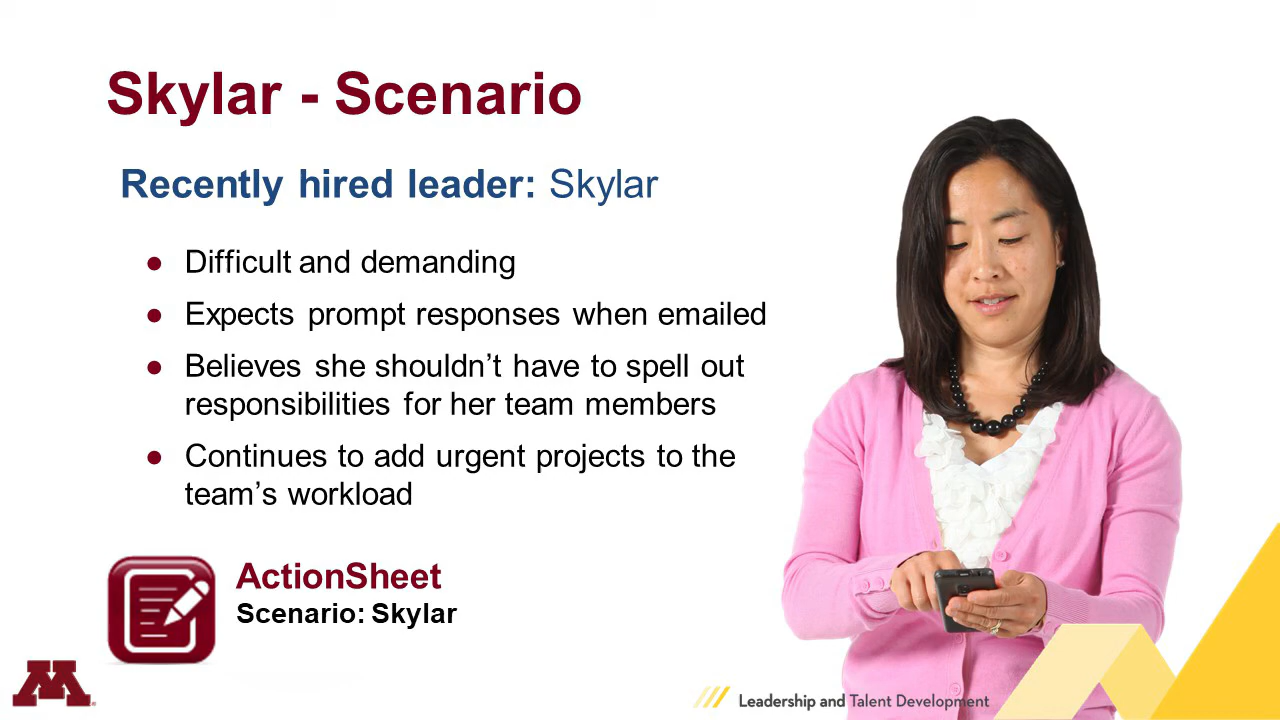 Skylar - Scenario
Recently hired leader: Skylar
● Difficult and demanding
● Expects prompt responses when emailed
● Believes she shouldn’t have to spell out
responsibilities for her team members
● Continues to add urgent projects to the
team’s workload
ActionSheet
Scenario: Skylar
M
Leadership and Talent Development